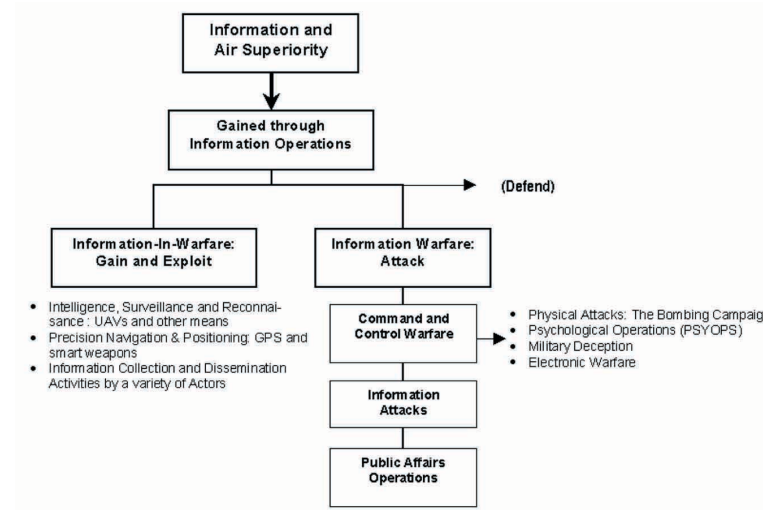 Information and
Air Superiority
Gained through
Information Operations
(Defend)
Information-In-Warfare:
Gain and Exploit
Information Warfare:
Attack
• Intelligence, Surveillance and Reconnai-
sance : UAVs and other means
• Precision Navigation & Positioning: GPS and
smart weapons
• Information Collection and Dissemination
Activities by a variety of Actors
Command and
Control Warfare
• Physical Attacks: The Bombing Campaig
• Psychological Operations (PSYOPS)
• Military Deception
• Electronic Warfare
Information
Attacks
Public Affairs
Operations